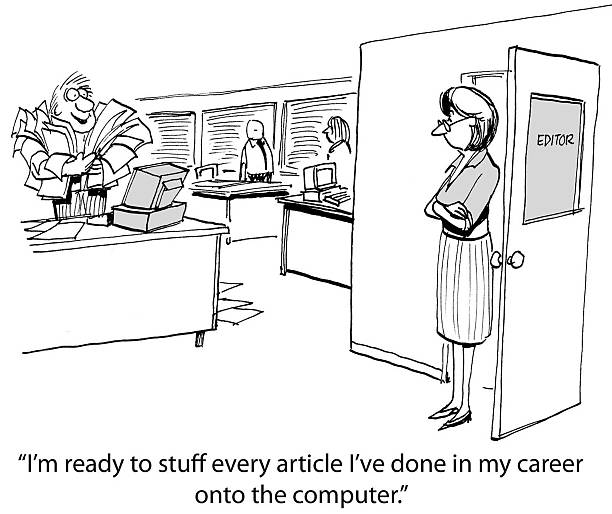 EDITOR
“I’m ready to stuff every article I’ve done in my career
onto the computer.”